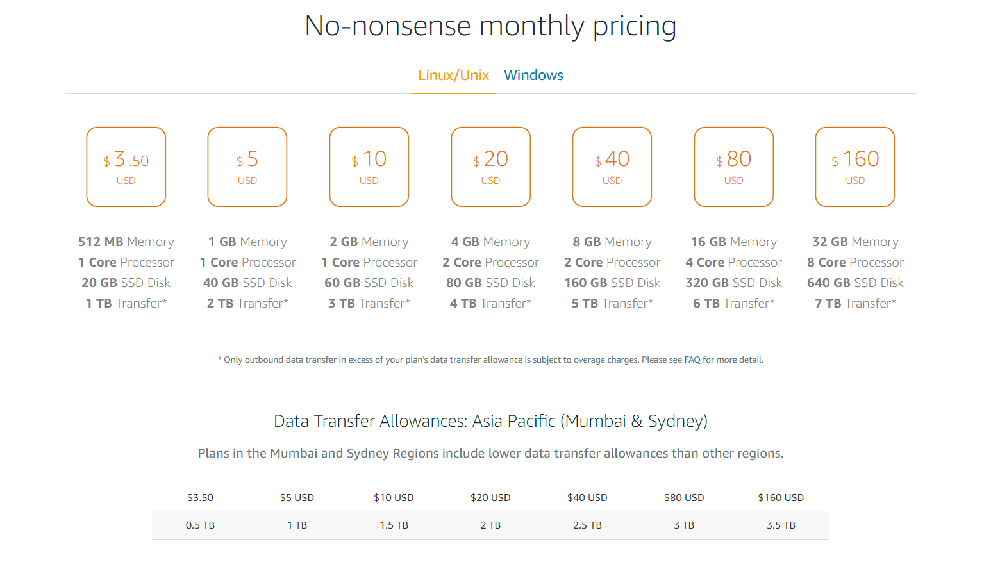 No-nonsense monthly pricing
Linux/Unix Windows
$ 3.50 $ 5 $ 10 $ 20 $ 40 $ 80 $ 160
USD USD USD USD USD USD USD
512 MB Memory 1 GB Memory 2 GB Memory 4 GB Memory 8 GB Memory 16 GB Memory 32 GB Memory
1 Core Processor 1 Core Processor 1 Core Processor 2 Core Processor 2 Core Processor 4 Core Processor 8 Core Processor
20 GB SSD Disk 40 GB SSD Disk 60 GB SSD Disk 80 GB SSD Disk 160 GB SSD Disk 320 GB SSD Disk 640 GB SSD Disk
1 TB Transfer* 2 TB Transfer* 3 TB Transfer* 4 TB Transfer* 5 TB Transfer* 6 TB Transfer* 7 TB Transfer*
* Only outbound data transfer in excess of your plan's data transfer allowance is subject to overage charges. Please see FAQ for more detail.
Data Transfer Allowances: Asia Pacific (Mumbai & Sydney)
Plans in the Mumbai and Sydney Regions include lower data transfer allowances than other regions.
$3.50 $5 USD $10 USD $20 USD $40 USD $80 USD $160 USD
0.5 TB 1 TB 1.5 TB 2 TB 2.5 TB 3 TB 3.5 TB